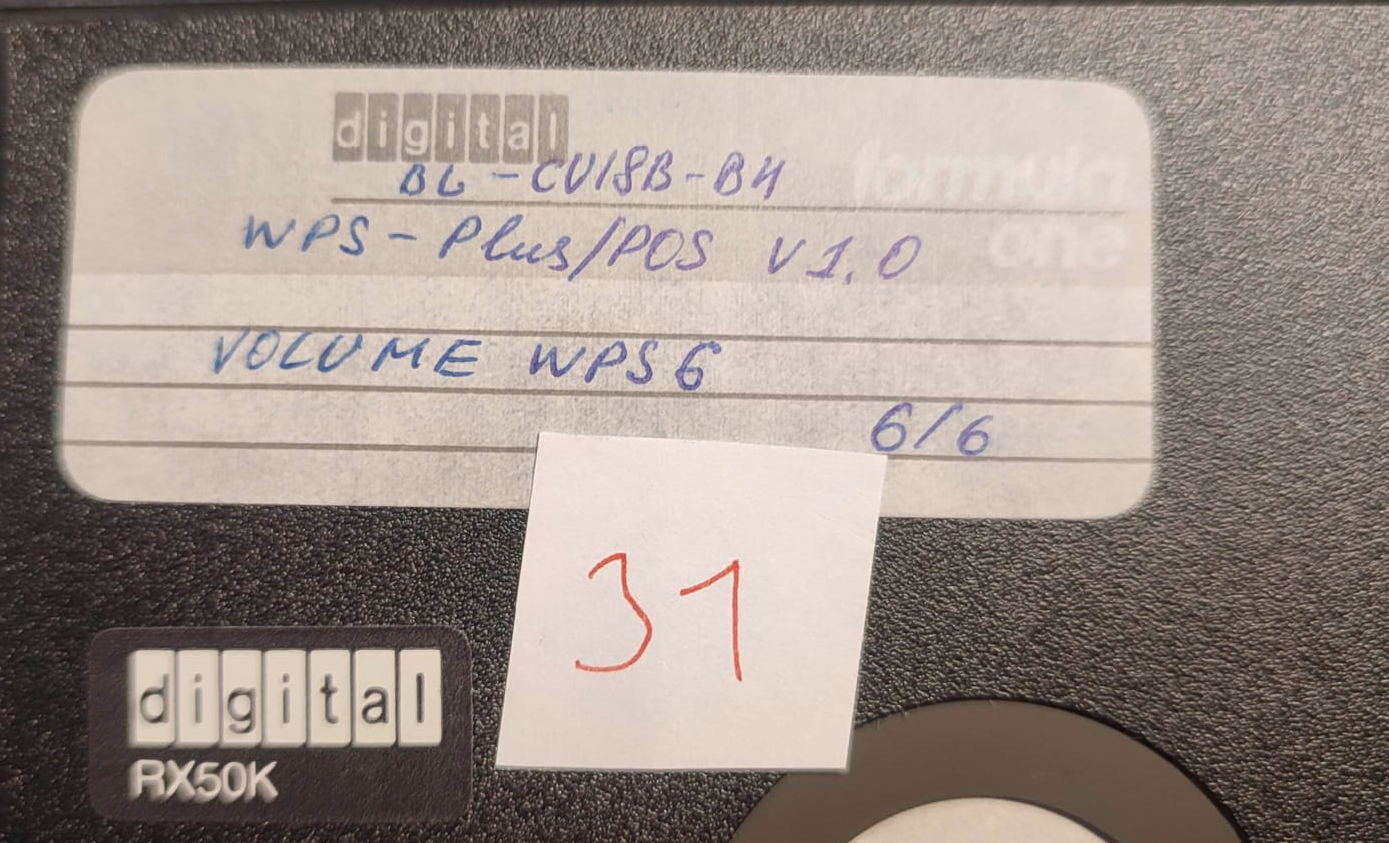 digital
BL-CV18B-BH
formula
one
WPS-Plus/POS V1.0
VOLUME WPS6
6/6
31
digital
RX50K